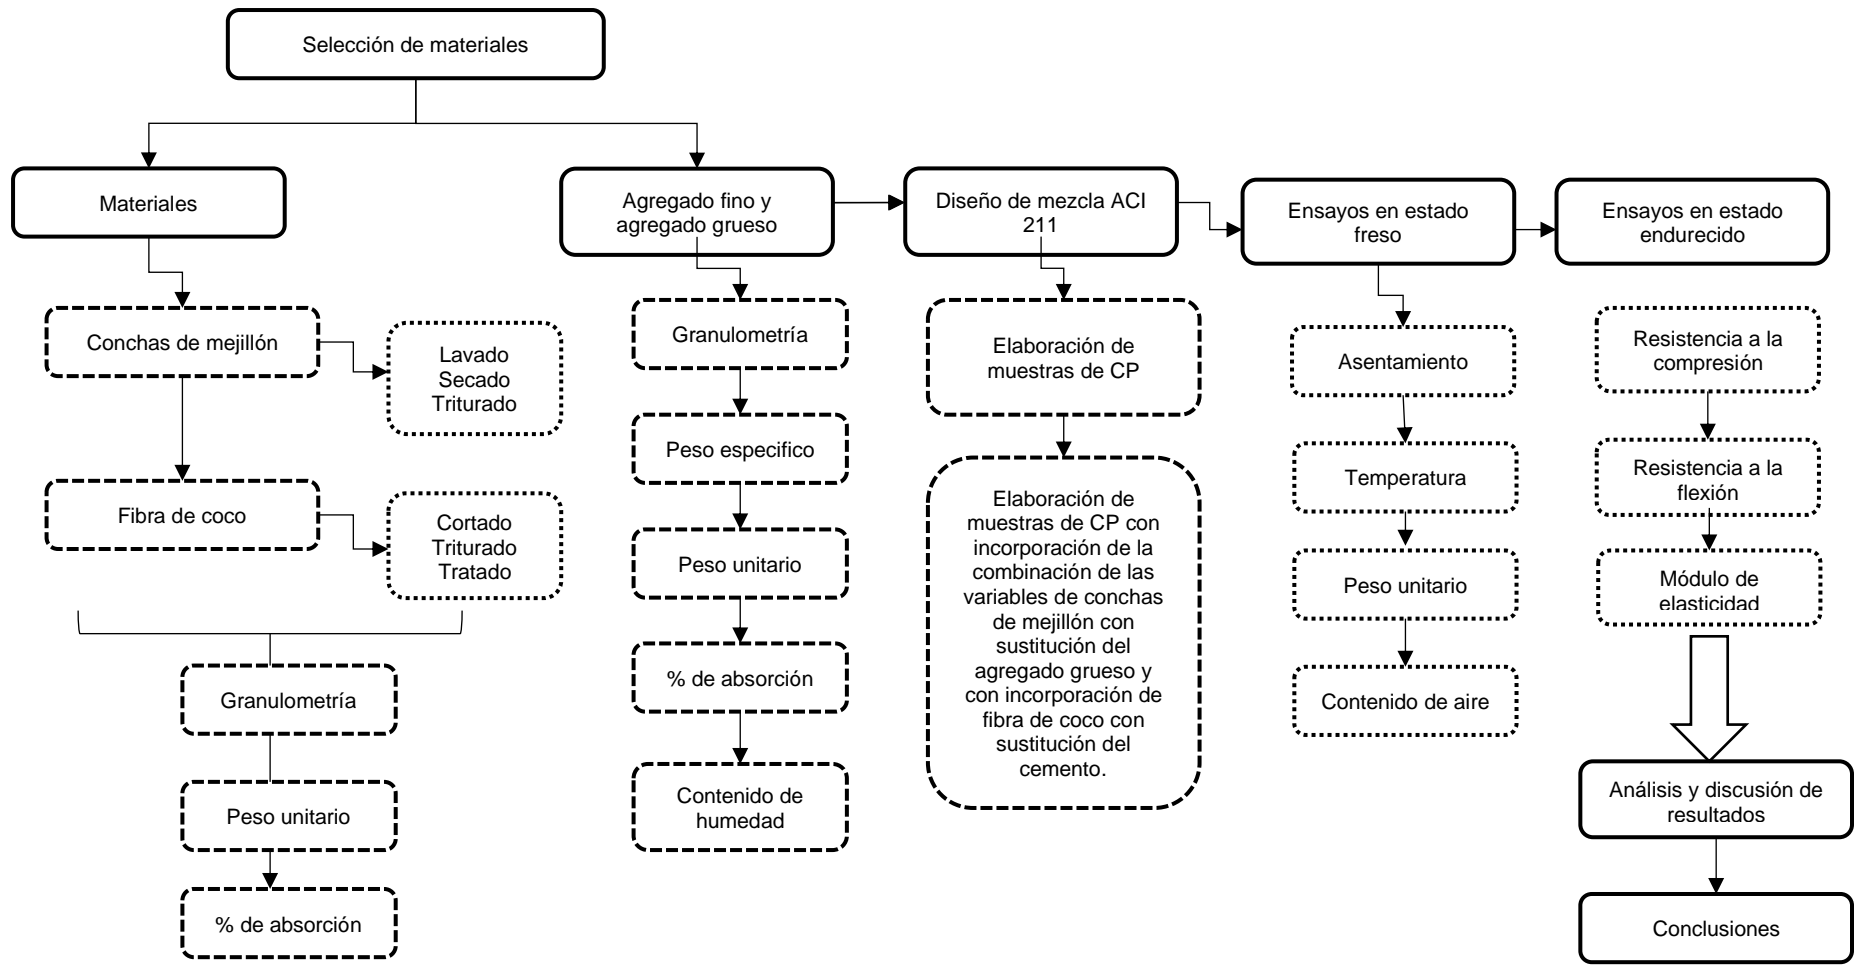 Selección de materiales
Materiales
Conchas de mejillón
Lavado
Secado
Triturado
Fibra de coco
Cortado
Triturado
Tratado
Granulometría
Peso unitario
% de absorción
Agregado fino y
agregado grueso
Granulometría
Peso especifico
Peso unitario
% de absorción
Contenido de
humedad
Diseño de mezcla ACI
211
Elaboración de
muestras de CP
Elaboración de
muestras de CP con
incorporación de la
combinación de las
variables de conchas
de mejillón con
sustitución del
agregado grueso y
con incorporación de
fibra de coco con
sustitución del
cemento.
Ensayos en estado
freso
Asentamiento
Temperatura
Peso unitario
Contenido de aire
Ensayos en estado
endurecido
Resistencia a la
compresión
Resistencia a la
flexión
Módulo de
elasticidad
Análisis y discusión de
resultados
Conclusiones